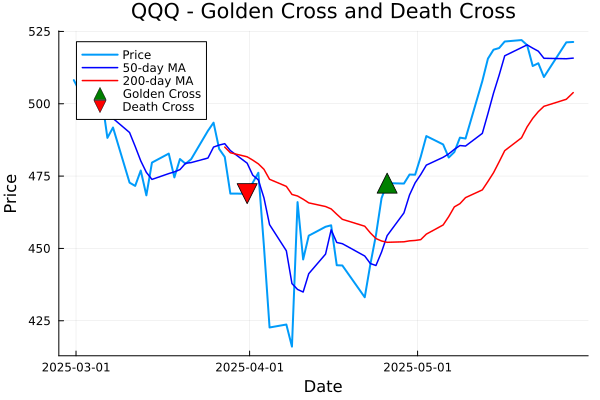 QQQ - Golden Cross and Death Cross
525
500
475
450
425
Price
Price
50-day MA
200-day MA
Golden Cross
Death Cross
2025-03-01
2025-04-01
2025-05-01
Date